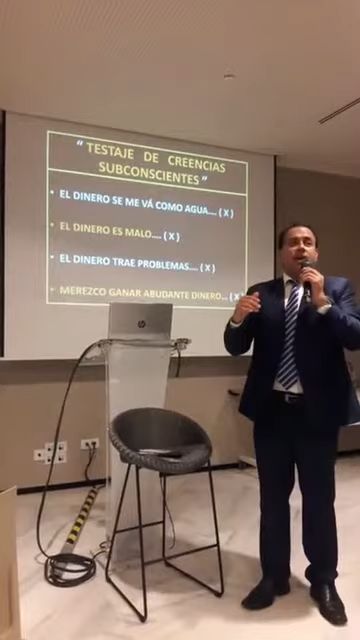 " TESTAJE DE CREENCIAS
SUBCONSCIENTES "
• EL DINERO SE ME VÁ COMO AGUA.... ( X )
• EL DINERO ES MALO..... ( X )
• EL DINERO TRAE PROBLEMAS..... ( X )
• MEREZCO GANAR ABUDANTE DINERO... ( X
hp